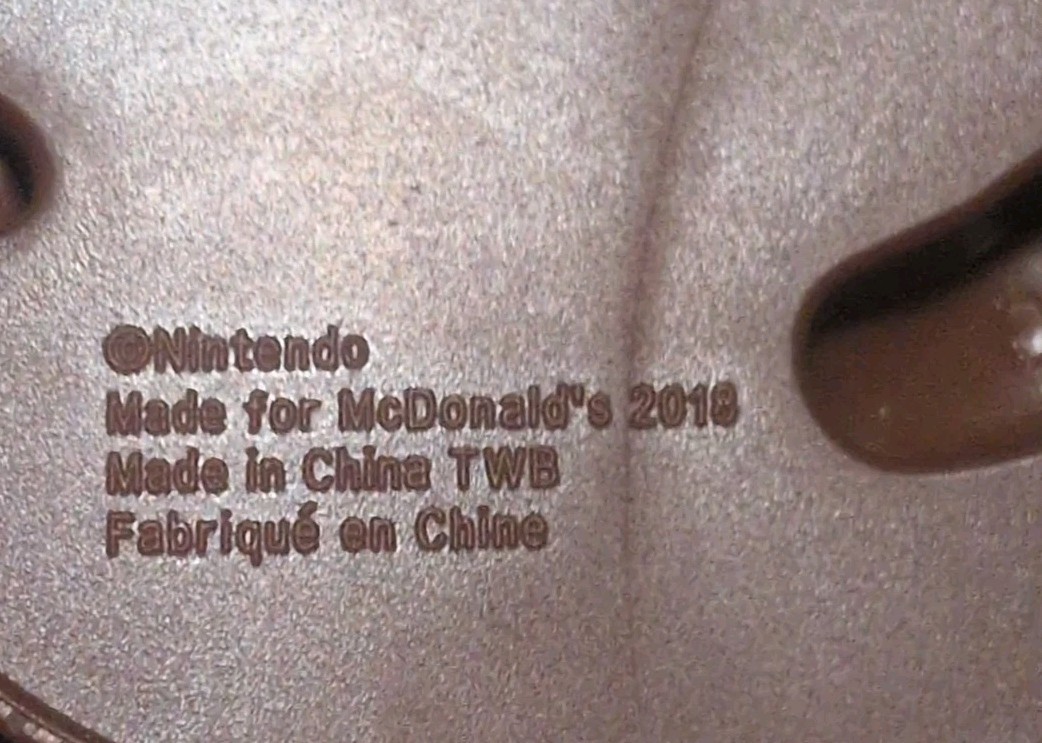 ©Nintendo
Made for McDonald's 2018
Made in China TWB
Fabriqué en Chine